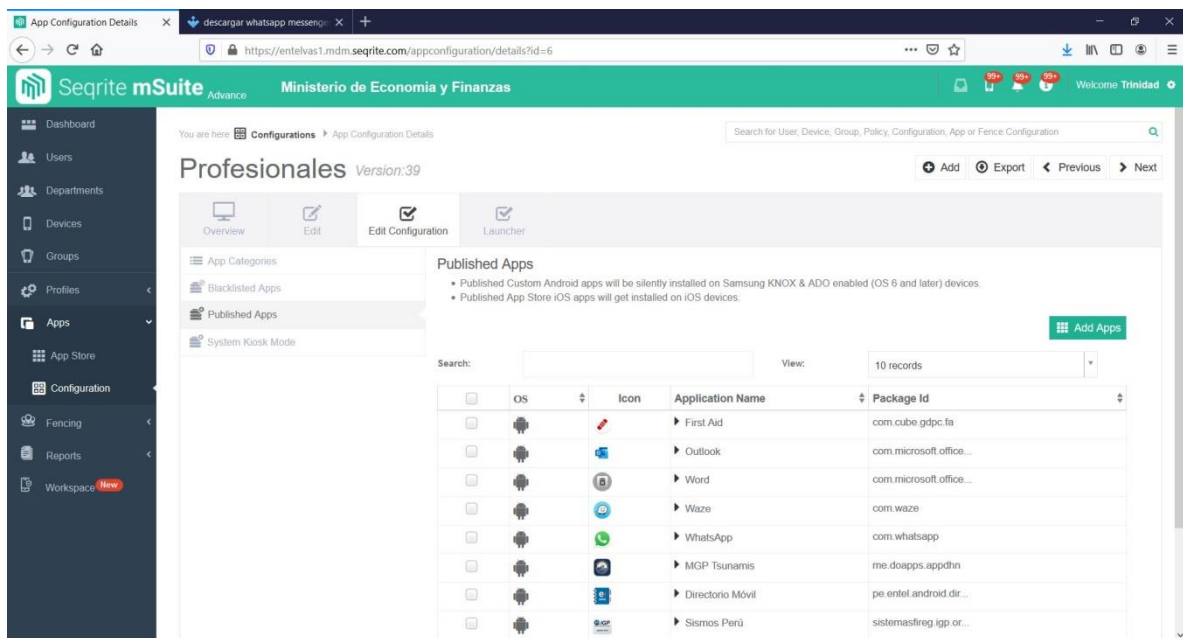 App Configuration Details
descargar whatsapp messenge
https://entelvas1.mdm.seqrite.com/appconfiguration/details?id=6
Seqrite mSuite Advance
Ministerio de Economia y Finanzas
99+ 99+ 99+
Welcome Trinidad
Dashboard
Users
Departments
Devices
Groups
Profiles
Apps
App Store
Configuration
Fencing
Reports
Workspace New
You are here Configurations App Configuration Details
Search for User, Device, Group, Policy, Configuration, App or Fence Configuration
Profesionales Version:39
Add Export Previous Next
Overview Edit Edit Configuration Launcher
App Categories
Blacklisted Apps
Published Apps
System Kiosk Mode
Published Apps
• Published Custom Android apps will be silently installed on Samsung KNOX & ADO enabled (OS 6 and later) devices.
• Published App Store iOS apps will get installed on iOS devices.
Add Apps
Search: View: 10 records
OS Icon Application Name Package Id
First Aid com.cube.gdpc.fa
Outlook com.microsoft.office...
Word com.microsoft.office...
Waze com.waze
WhatsApp com.whatsapp
MGP Tsunamis me.doapps.appdhn
Directorio Móvil pe.entel.android.dir...
Sismos Perú sistemasfireg.igp.or...